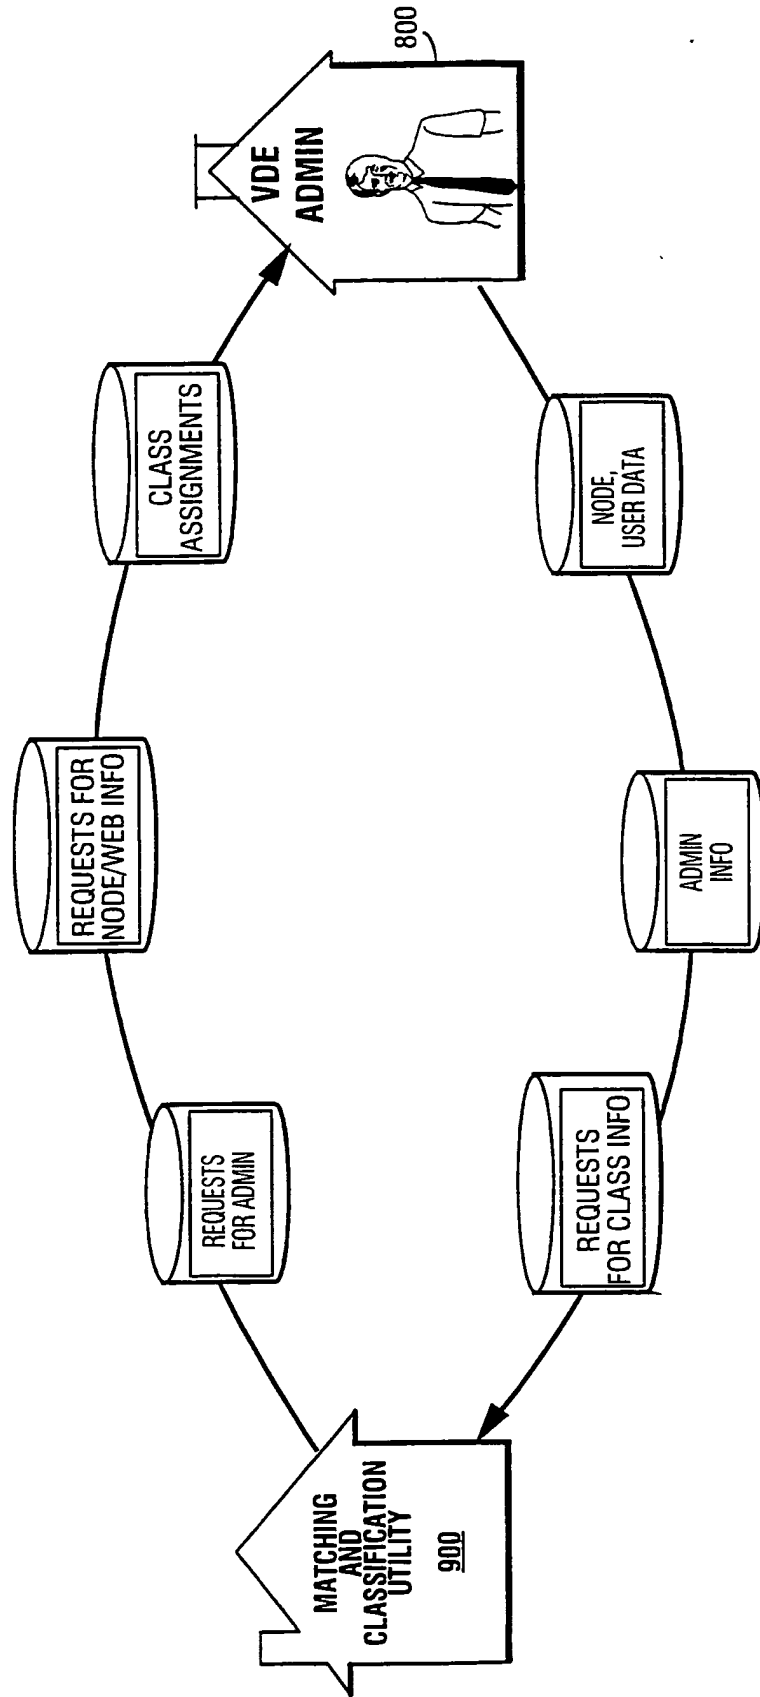 REQUESTS FOR
NODE/WEB INFO
REQUESTS
FOR ADMIN
CLASS
ASSIGNMENTS
MATCHING
AND
CLASSIFICATION
UTILITY
900
VDE
ADMIN
800
REQUESTS
FOR CLASS INFO
NODE,
USER DATA
ADMIN
INFO